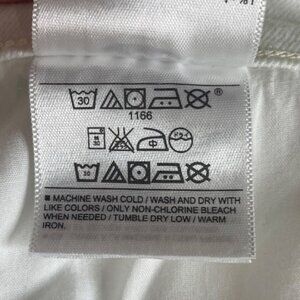 30
®
1166
30
30
■ MACHINE WASH COLD / WASH AND DRY WITH
LIKE COLORS / ONLY NON-CHLORINE BLEACH
WHEN NEEDED / TUMBLE DRY LOW / WARM
IRON.